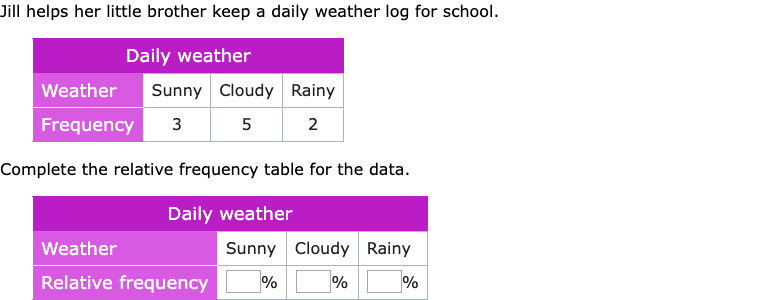 Jill helps her little brother keep a daily weather log for school.
Daily weather
Weather Sunny Cloudy Rainy
Frequency 3 5 2
Complete the relative frequency table for the data.
Daily weather
Weather Sunny Cloudy Rainy
Relative frequency % % %